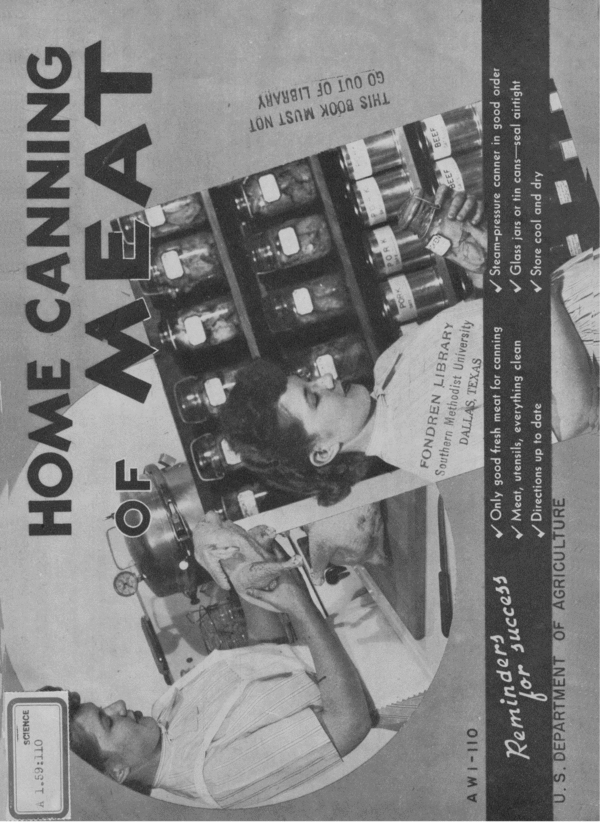 SCIENCE
A 1.59:110
HOME CANNING
OF MEAT
THIS BOOK MUST NOT
GO OUT OF LIBRARY
PORK
PORK
BEEF
BEEF
FONDREN LIBRARY
Southern Methodist University
DALLAS, TEXAS
AWI-110
Reminders
for success
✓ Only good fresh meat for canning
✓ Meat, utensils, everything clean
✓ Directions up to date
✓ Steam-pressure canner in good order
✓ Glass jars or tin cans—seal airtight
✓ Store cool and dry
U. S. DEPARTMENT OF AGRICULTURE